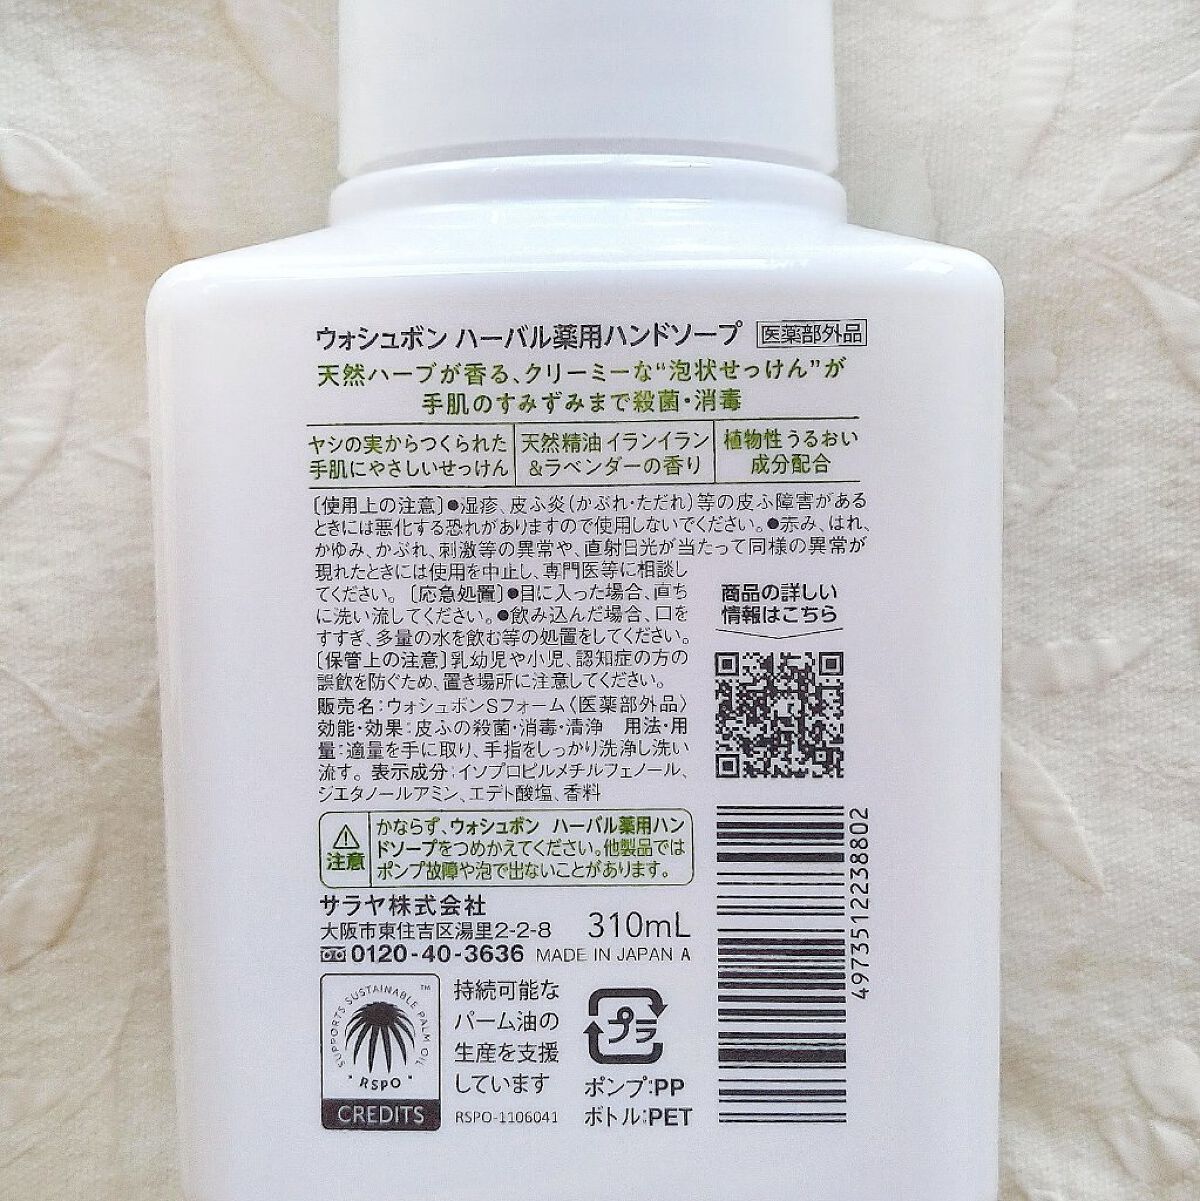 ウォシュボン ハーバル薬用ハンドソープ 医薬部外品
天然ハーブが香る、クリーミーな“泡状せっけん”が
手肌のすみずみまで殺菌・消毒
ヤシの実からつくられた
手肌にやさしいせっけん
天然精油 イランイラン
&ラベンダーの香り
植物性うるおい
成分配合
〔使用上の注意〕●湿疹、皮ふ炎(かぶれ・ただれ)等の皮ふ障害がある
ときには悪化する恐れがありますので使用しないでください。●赤み、はれ、
かゆみ、かぶれ、刺激等の異常や、直射日光が当たって同様の異常が
現れたときには使用を中止し、専門医等に相談し
てください。〔応急処置〕●目に入った場合、直ち
に洗い流してください。●飲み込んだ場合、口を
すすぎ、多量の水を飲む等の処置をしてください。
〔保管上の注意〕乳幼児や小児、認知症の方の
誤飲を防ぐため、置き場所に注意してください。
販売名:ウォシュボンSフォーム〈医薬部外品〉
効能・効果:皮ふの殺菌・消毒・清浄 用法・用
量:適量を手に取り、手指をしっかり洗浄し洗い
流す。表示成分:イソプロピルメチルフェノール、
ジエタノールアミン、エデト酸塩、香料
商品の詳しい
情報はこちら
注意
かならず、ウォシュボン ハーバル薬用ハン
ドソープをつめかえてください。他製品では
ポンプ故障や泡で出ないことがあります。
サラヤ株式会社
大阪市東住吉区湯里2-2-8
0120-40-3636
310mL
MADE IN JAPAN A
4973512238802
SUPPORTS SUSTAINABLE PALM OIL ™
RSPO
CREDITS
持続可能な
パーム油の
生産を支援
しています
RSPO-1106041
プラ
ポンプ:PP
ボトル:PET